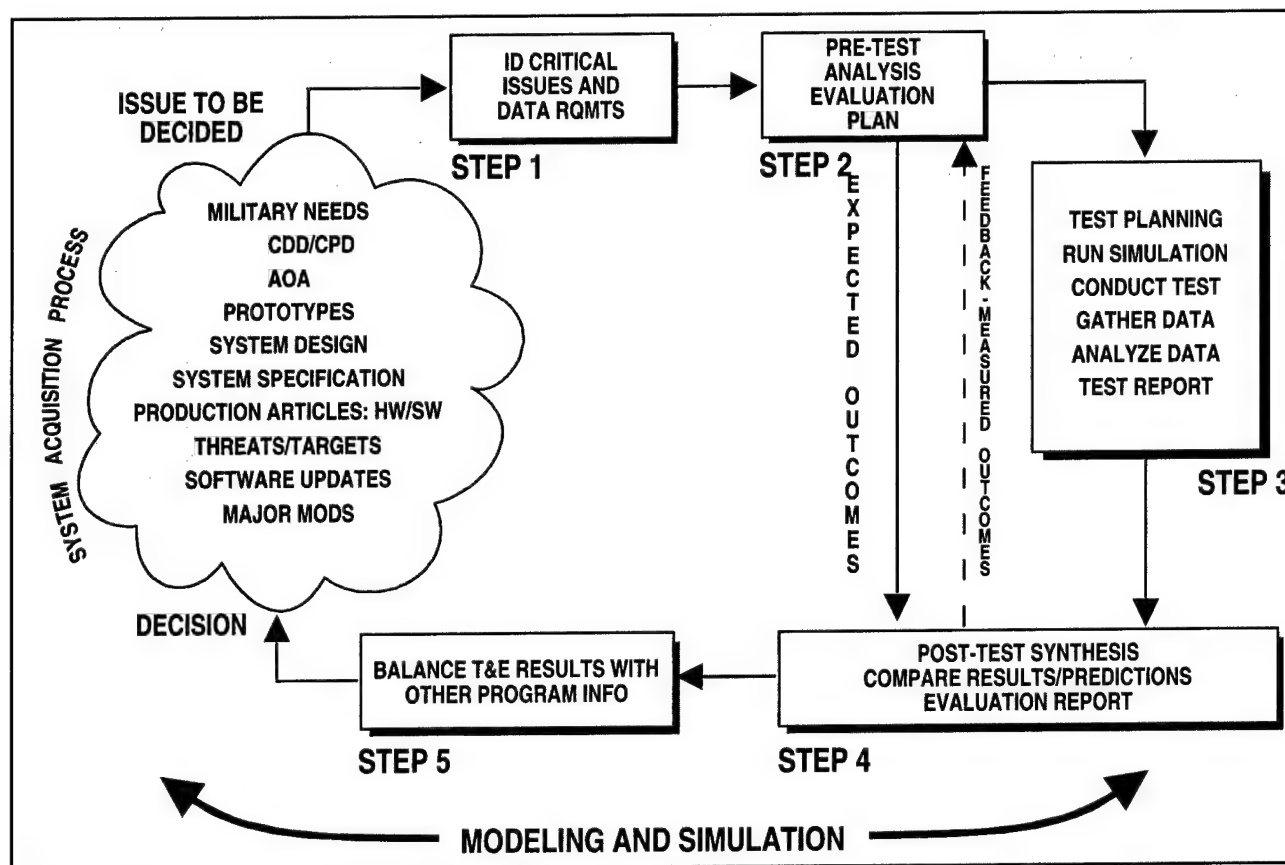 ISSUE TO BE
DECIDED
SYSTEM ACQUISITION PROCESS
MILITARY NEEDS
CDD/CPD
AOA
PROTOTYPES
SYSTEM DESIGN
SYSTEM SPECIFICATION
PRODUCTION ARTICLES: HW/SW
THREATS/TARGETS
SOFTWARE UPDATES
MAJOR MODS
DECISION
ID CRITICAL
ISSUES AND
DATA RQMTS
STEP 1
PRE-TEST
ANALYSIS
EVALUATION
PLAN
STEP 2
EXPECTED OUTCOMES
FEEDBACK-MEASURED OUTCOMES
TEST PLANNING
RUN SIMULATION
CONDUCT TEST
GATHER DATA
ANALYZE DATA
TEST REPORT
STEP 3
POST-TEST SYNTHESIS
COMPARE RESULTS/PREDICTIONS
EVALUATION REPORT
STEP 4
BALANCE T&E RESULTS WITH
OTHER PROGRAM INFO
STEP 5
MODELING AND SIMULATION